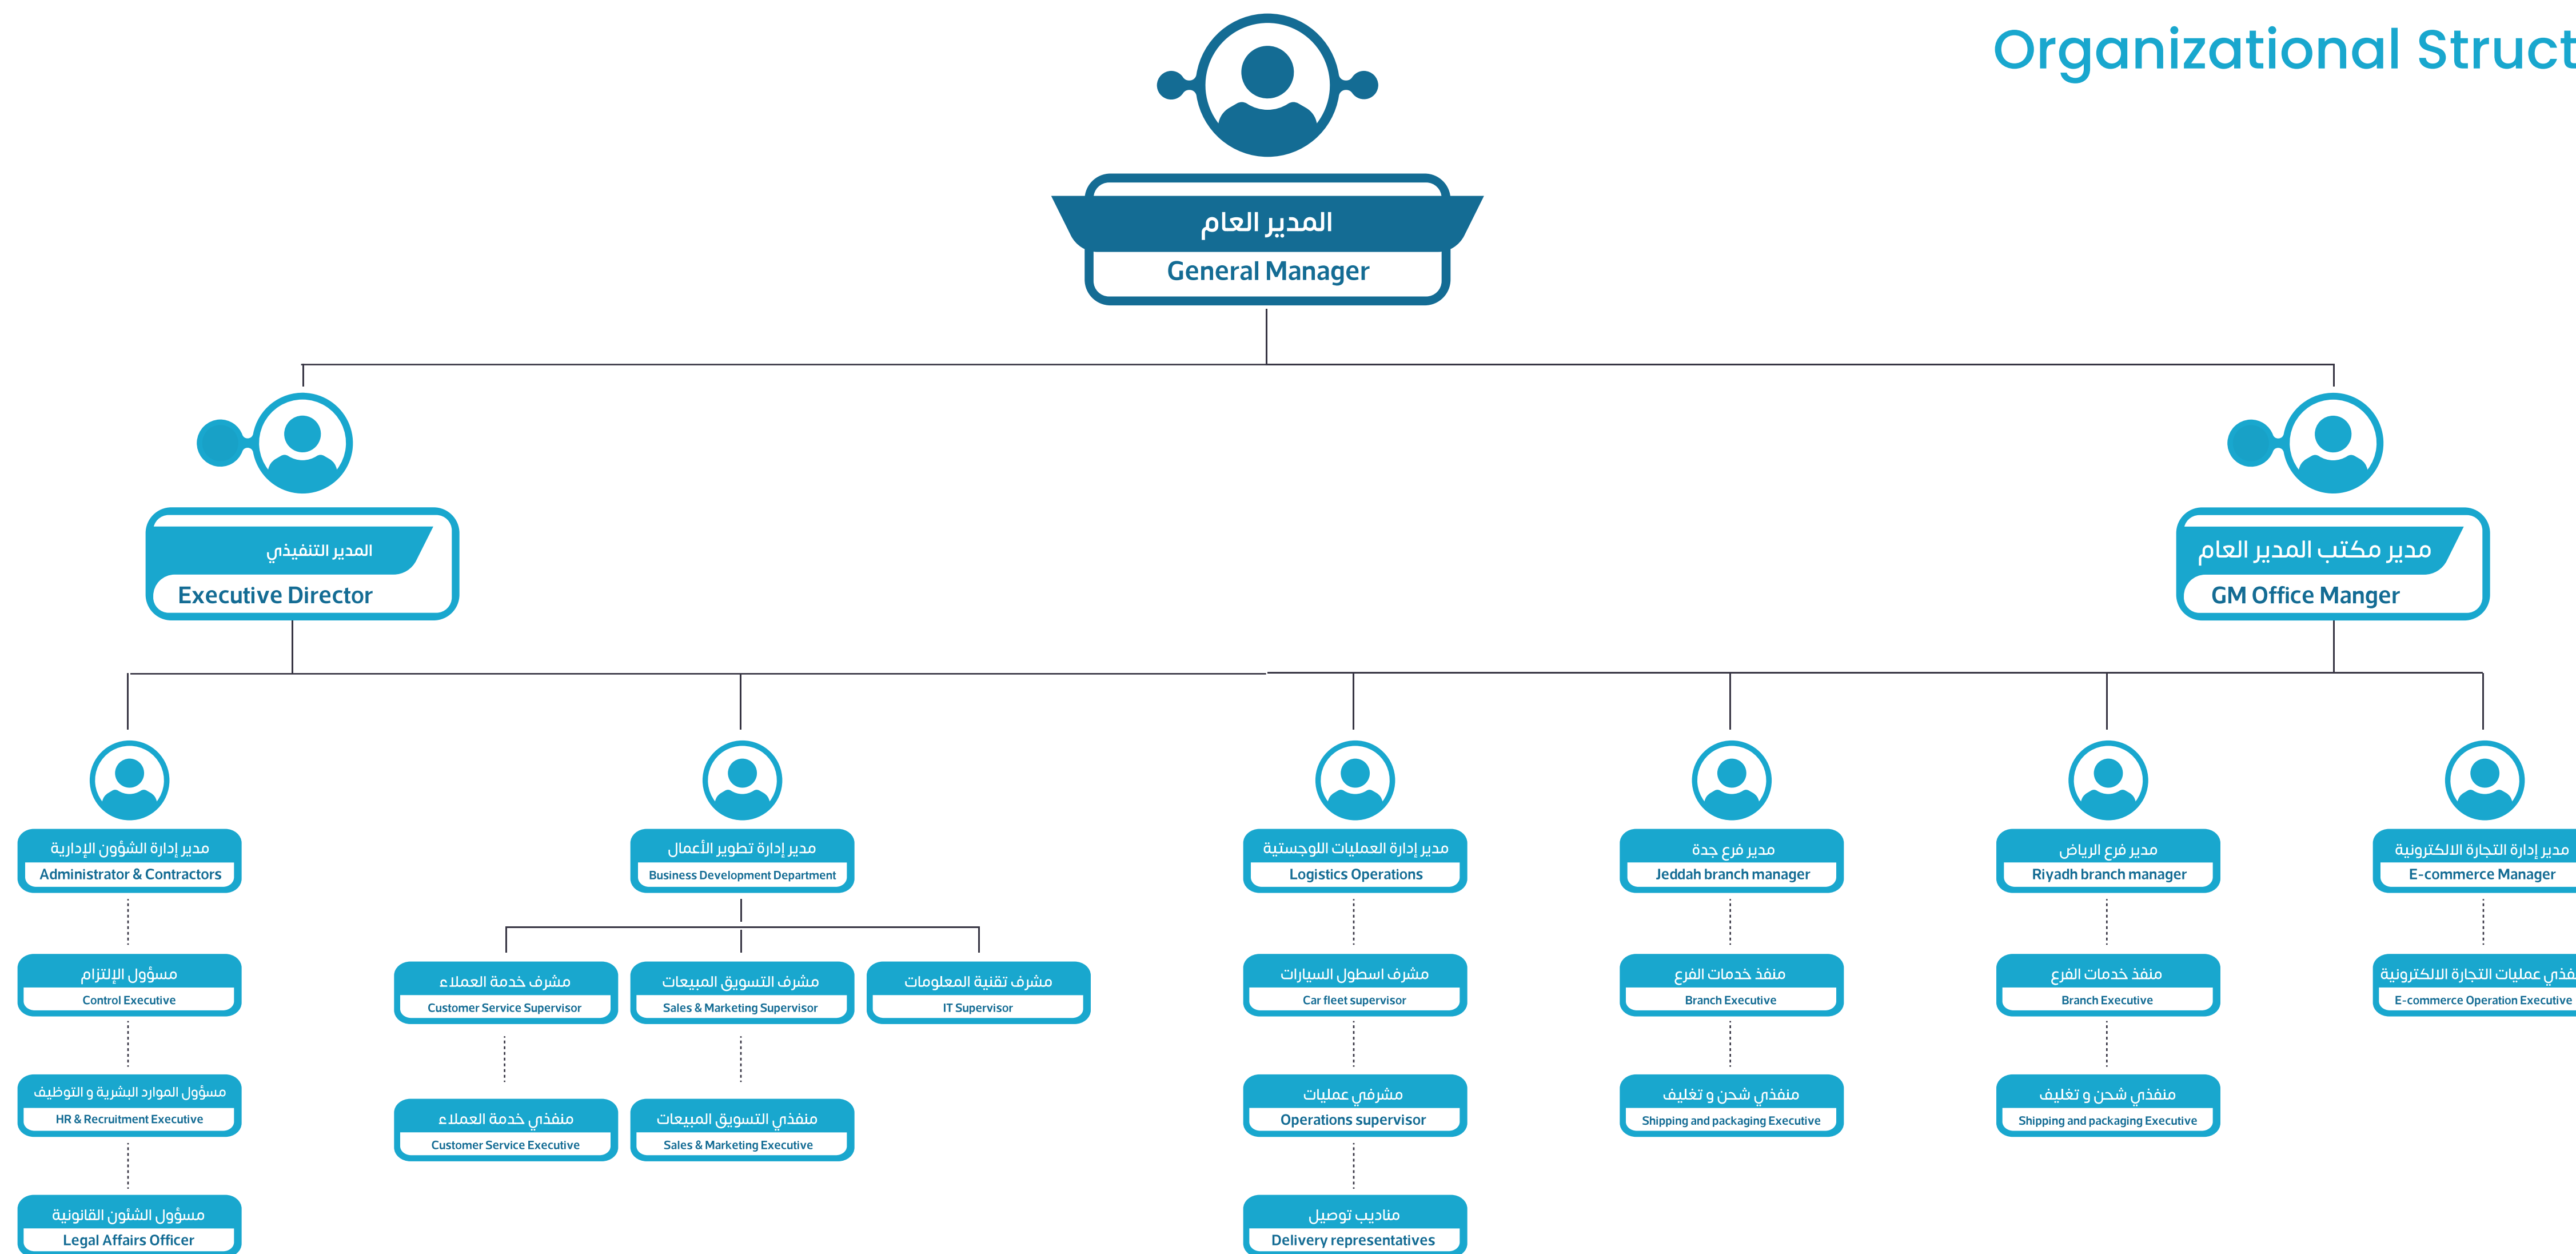 Organizational Struct
المدير العام
General Manager
المدير التنفيذي
Executive Director
مدير مكتب المدير العام
GM Office Manger
مدير إدارة الشؤون الإدارية
Administrator & Contractors
مدير إدارة تطوير الأعمال
Business Development Department
مدير إدارة العمليات اللوجستية
Logistics Operations
مدير فرع جدة
Jeddah branch manager
مدير فرع الرياض
Riyadh branch manager
مدير إدارة التجارة الالكترونية
E-commerce Manager
مسؤول الإلتزام
Control Executive
مشرف خدمة العملاء
Customer Service Supervisor
مشرف التسويق المبيعات
Sales & Marketing Supervisor
مشرف تقنية المعلومات
IT Supervisor
مشرف اسطول السيارات
Car fleet supervisor
منفذ خدمات الفرع
Branch Executive
منفذ خدمات الفرع
Branch Executive
نفذي عمليات التجارة الالكترونية
E-commerce Operation Executive
مسؤول الموارد البشرية و التوظيف
HR & Recruitment Executive
منفذي خدمة العملاء
Customer Service Executive
منفذي التسويق المبيعات
Sales & Marketing Executive
مشرفي عمليات
Operations supervisor
منفذي شحن و تغليف
Shipping and packaging Executive
منفذي شحن و تغليف
Shipping and packaging Executive
مسؤول الشئون القانونية
Legal Affairs Officer
مناديب توصيل
Delivery representatives